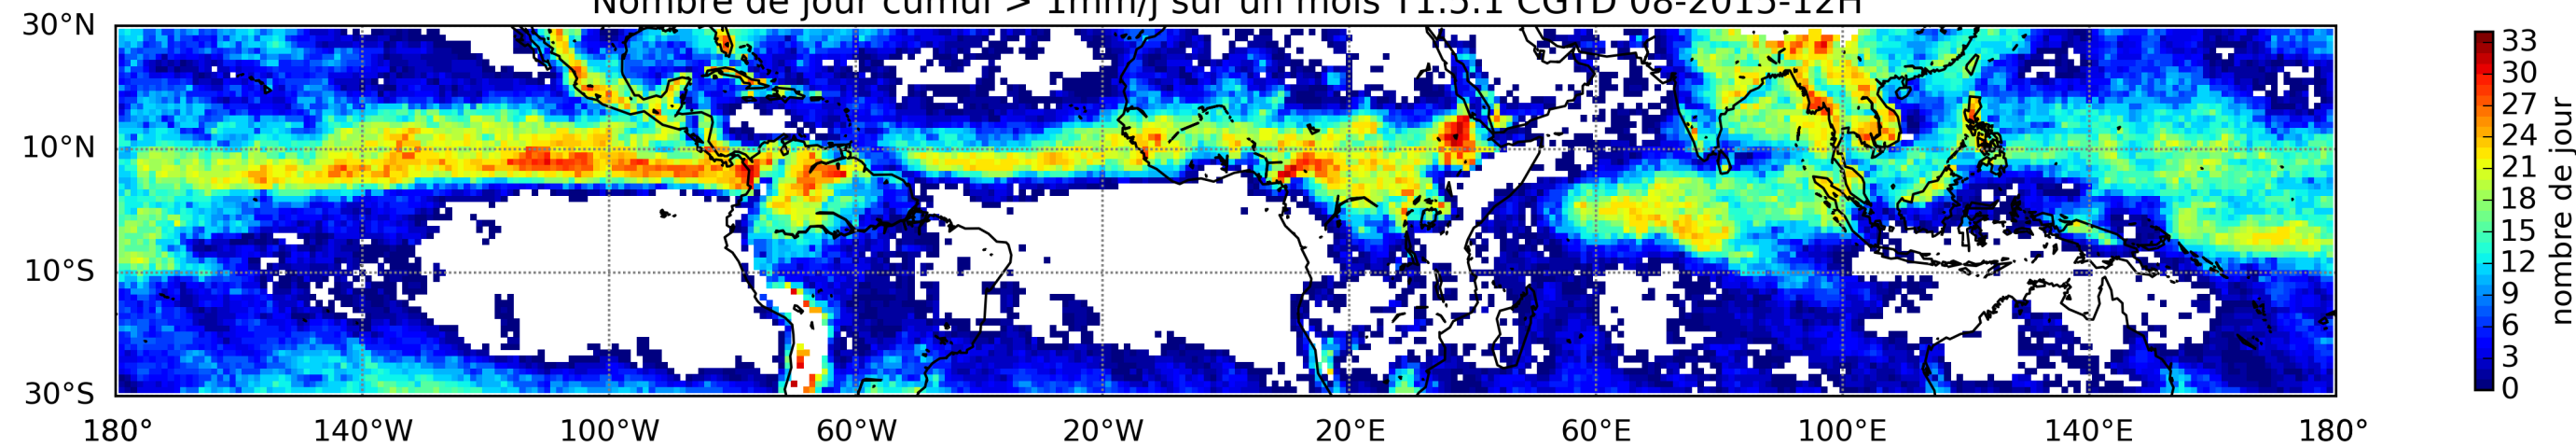 Nombre de jour cumul > 1mm/j sur un mois T1.5.1 CGTD 08-2015-12H
30°N
10°N
10°S
30°S
180°
140°W
100°W
60°W
20°W
20°E
60°E
100°E
140°E
180°
33
30
27
24
21
18
15
12
9
6
3
0
nombre de jour